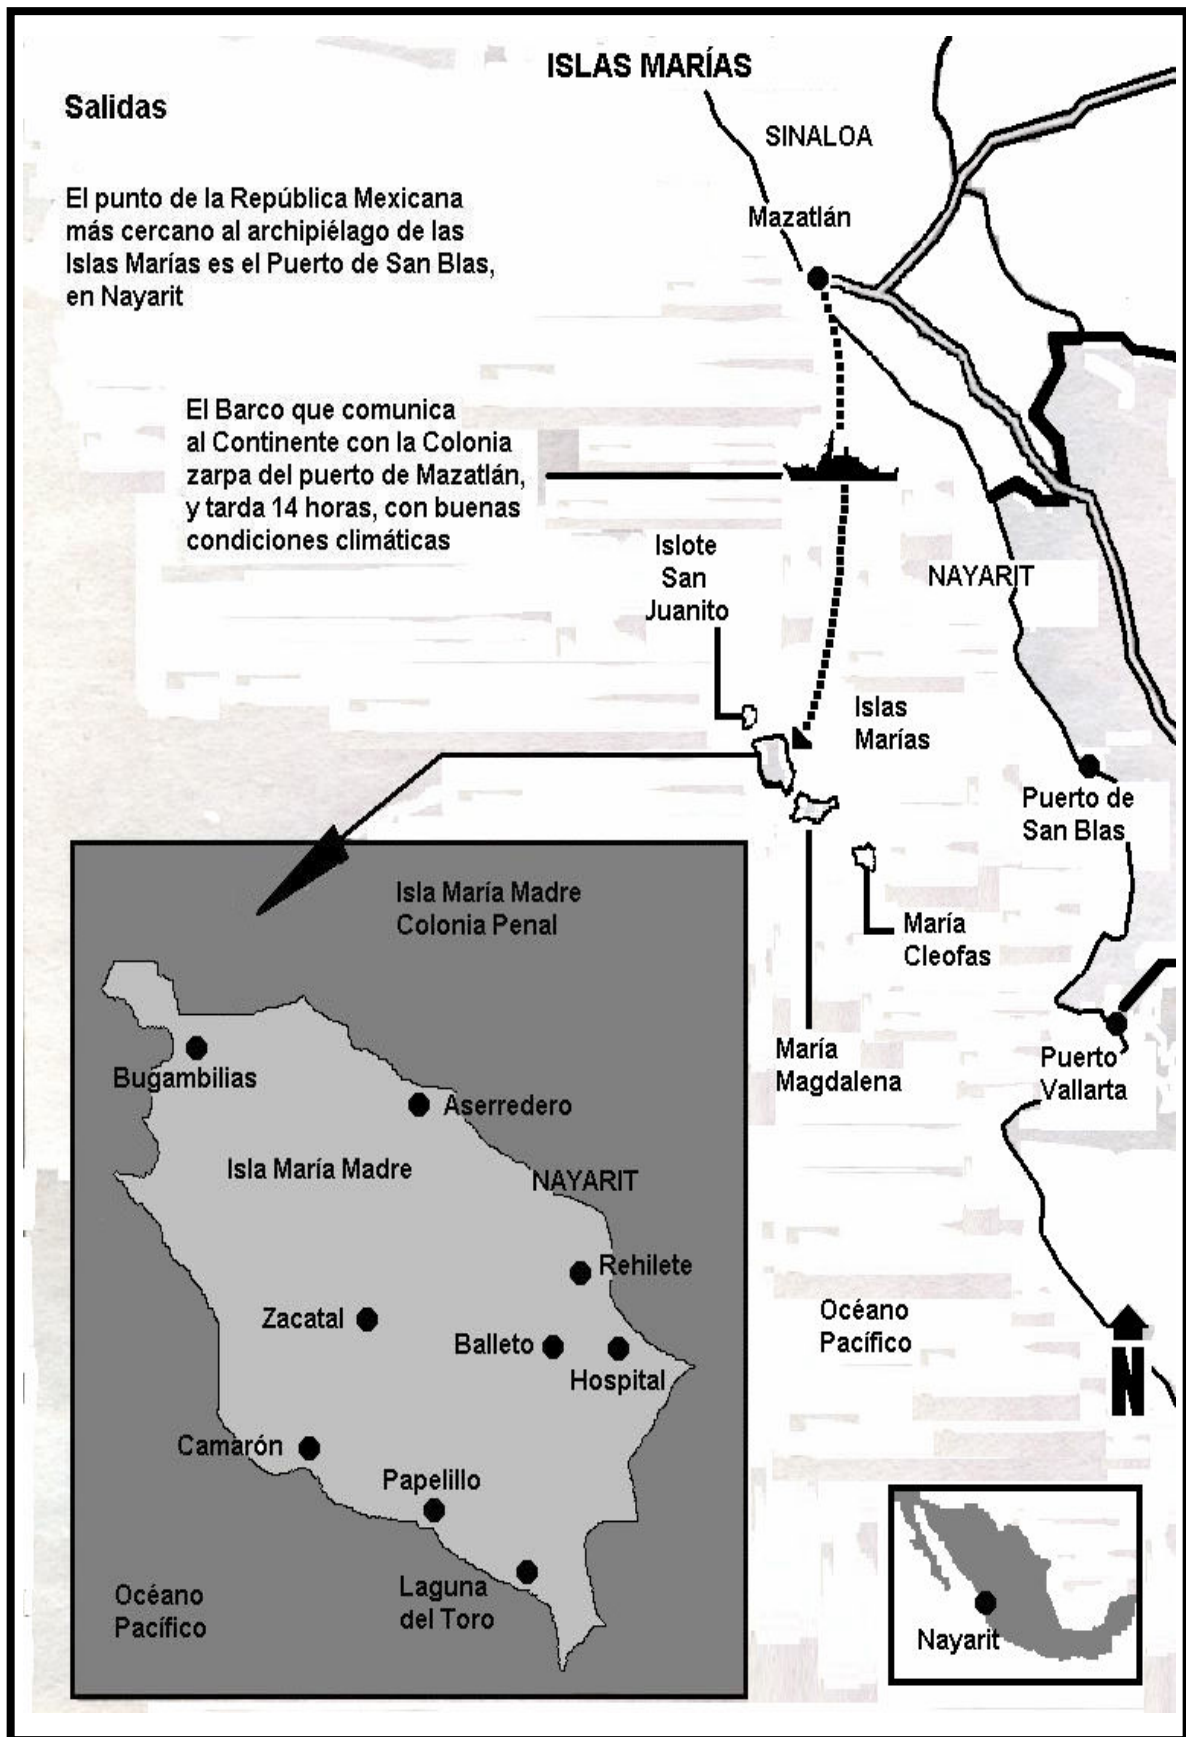 ISLAS MARÍAS
Salidas
SINALOA
El punto de la República Mexicana
más cercano al archipiélago de las
Islas Marías es el Puerto de San Blas,
en Nayarit
Mazatlán
El Barco que comunica
al Continente con la Colonia
zarpa del puerto de Mazatlán,
y tarda 14 horas, con buenas
condiciones climáticas
Islote
San
Juanito
NAYARIT
Islas
Marías
Puerto de
San Blas
María
Cleofas
María
Magdalena
Puerto
Vallarta
Isla María Madre
Colonia Penal
Bugambilias
Aserredero
Isla María Madre
NAYARIT
Rehilete
Zacatal
Balleto
Hospital
Camarón
Papelillo
Laguna
del Toro
Océano
Pacífico
Océano
Pacífico
N
Nayarit